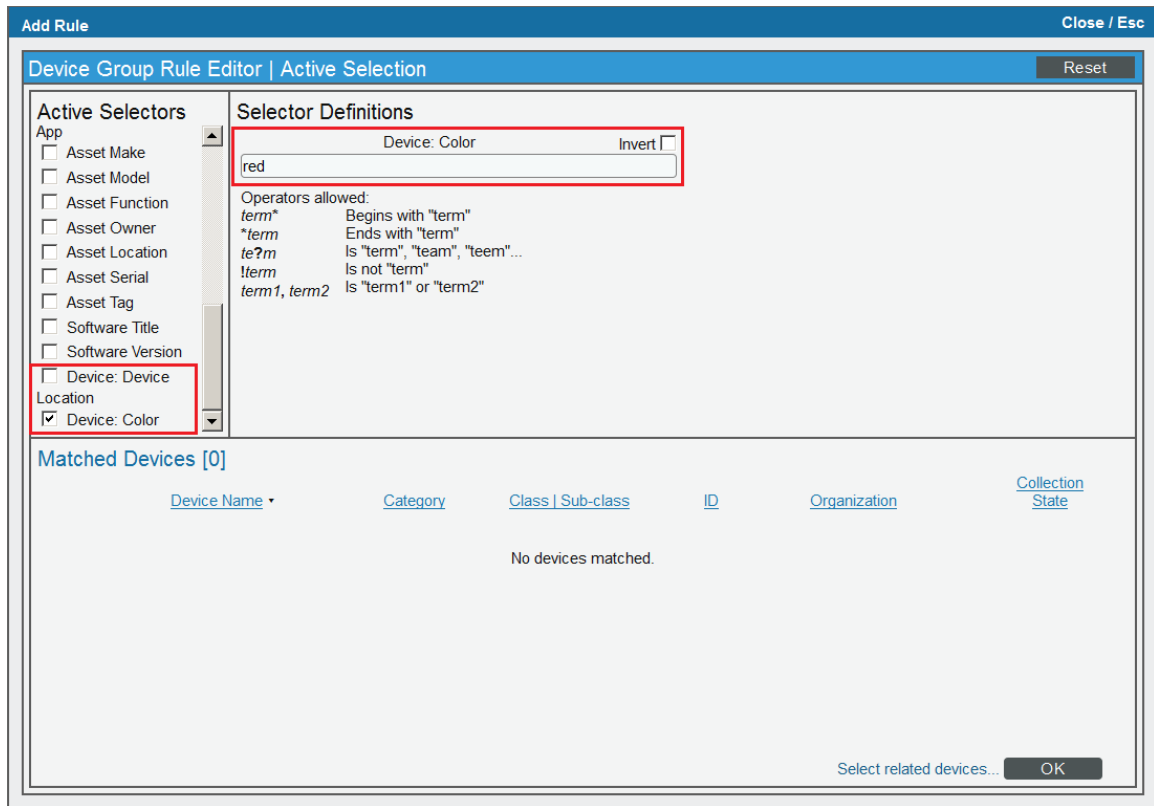 Add Rule
Close / Esc
Device Group Rule Editor | Active Selection
Reset
Active Selectors
App
Asset Make
Asset Model
Asset Function
Asset Owner
Asset Location
Asset Serial
Asset Tag
Software Title
Software Version
Device: Device
Location
Device: Color
Selector Definitions
Device: Color
Invert
red
Operators allowed:
term* Begins with "term"
*term Ends with "term"
te?m Is "term", "team", "teem"...
!term Is not "term"
term1, term2 Is "term1" or "term2"
Matched Devices [0]
Device Name
Category
Class | Sub-class
ID
Organization
Collection
State
No devices matched.
Select related devices...
OK